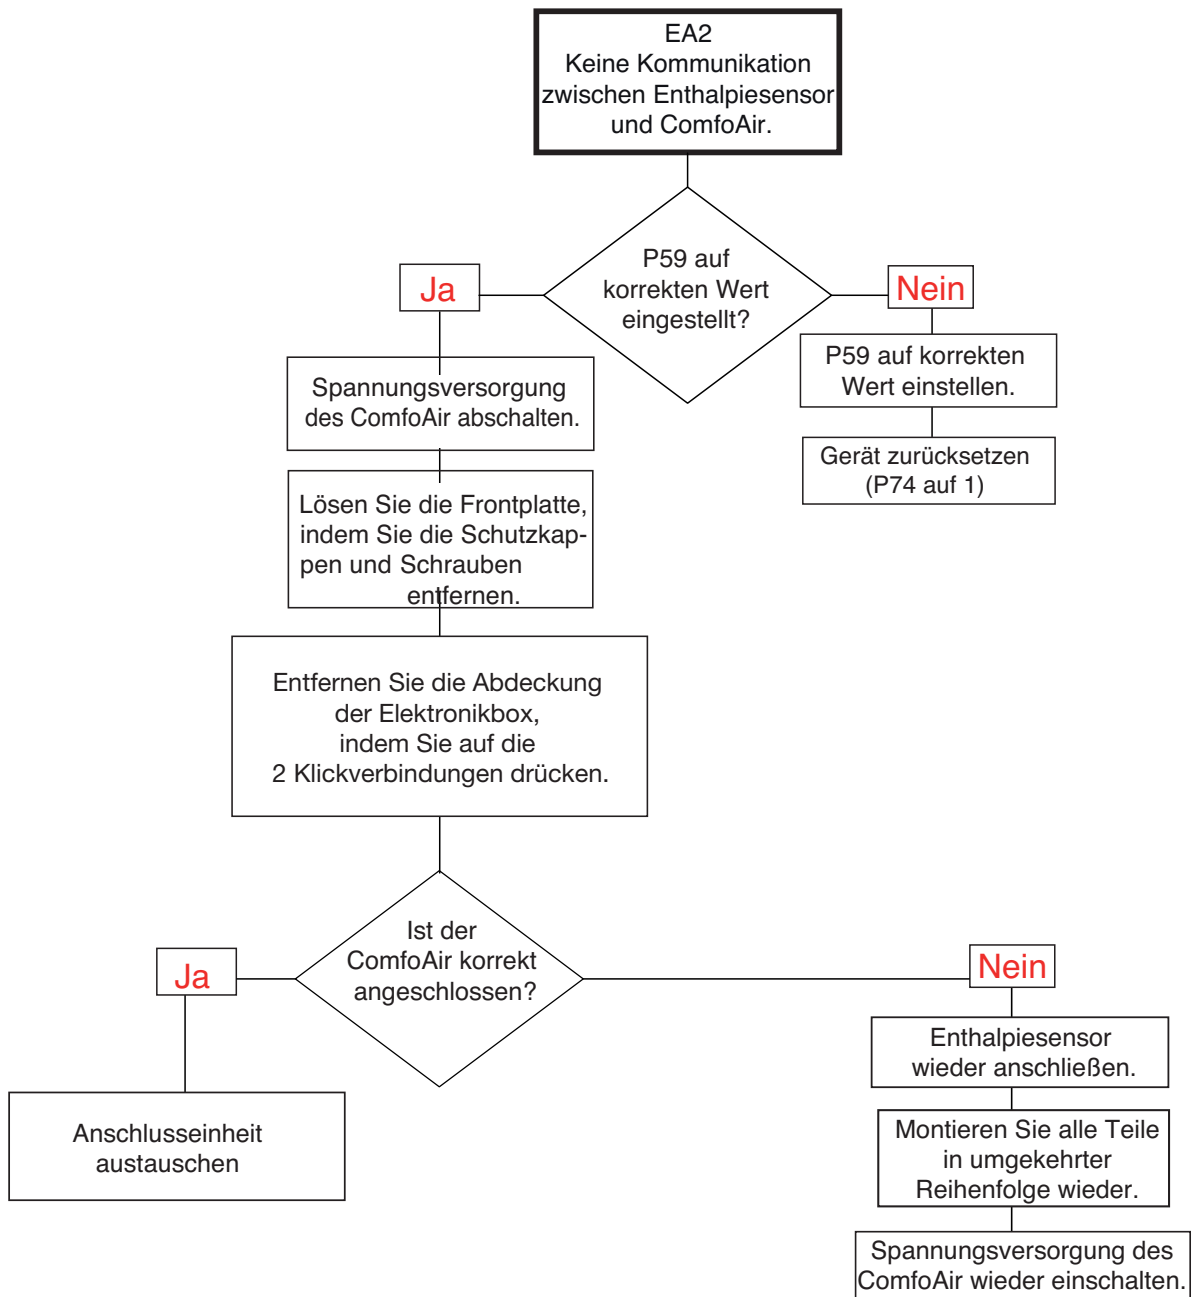 EA2
Keine Kommunikation
zwischen Enthalpiesensor
und ComfoAir.
P59 auf
korrekten Wert
eingestellt?
Ja
Nein
Spannungsversorgung
des ComfoAir abschalten.
P59 auf korrekten
Wert einstellen.
Gerät zurücksetzen
(P74 auf 1)
Lösen Sie die Frontplatte,
indem Sie die Schutzkap-
pen und Schrauben
entfernen.
Entfernen Sie die Abdeckung
der Elektronikbox,
indem Sie auf die
2 Klickverbindungen drücken.
Ist der
ComfoAir korrekt
angeschlossen?
Ja
Nein
Anschlusseinheit
austauschen
Enthalpiesensor
wieder anschließen.
Montieren Sie alle Teile
in umgekehrter
Reihenfolge wieder.
Spannungsversorgung des
ComfoAir wieder einschalten.